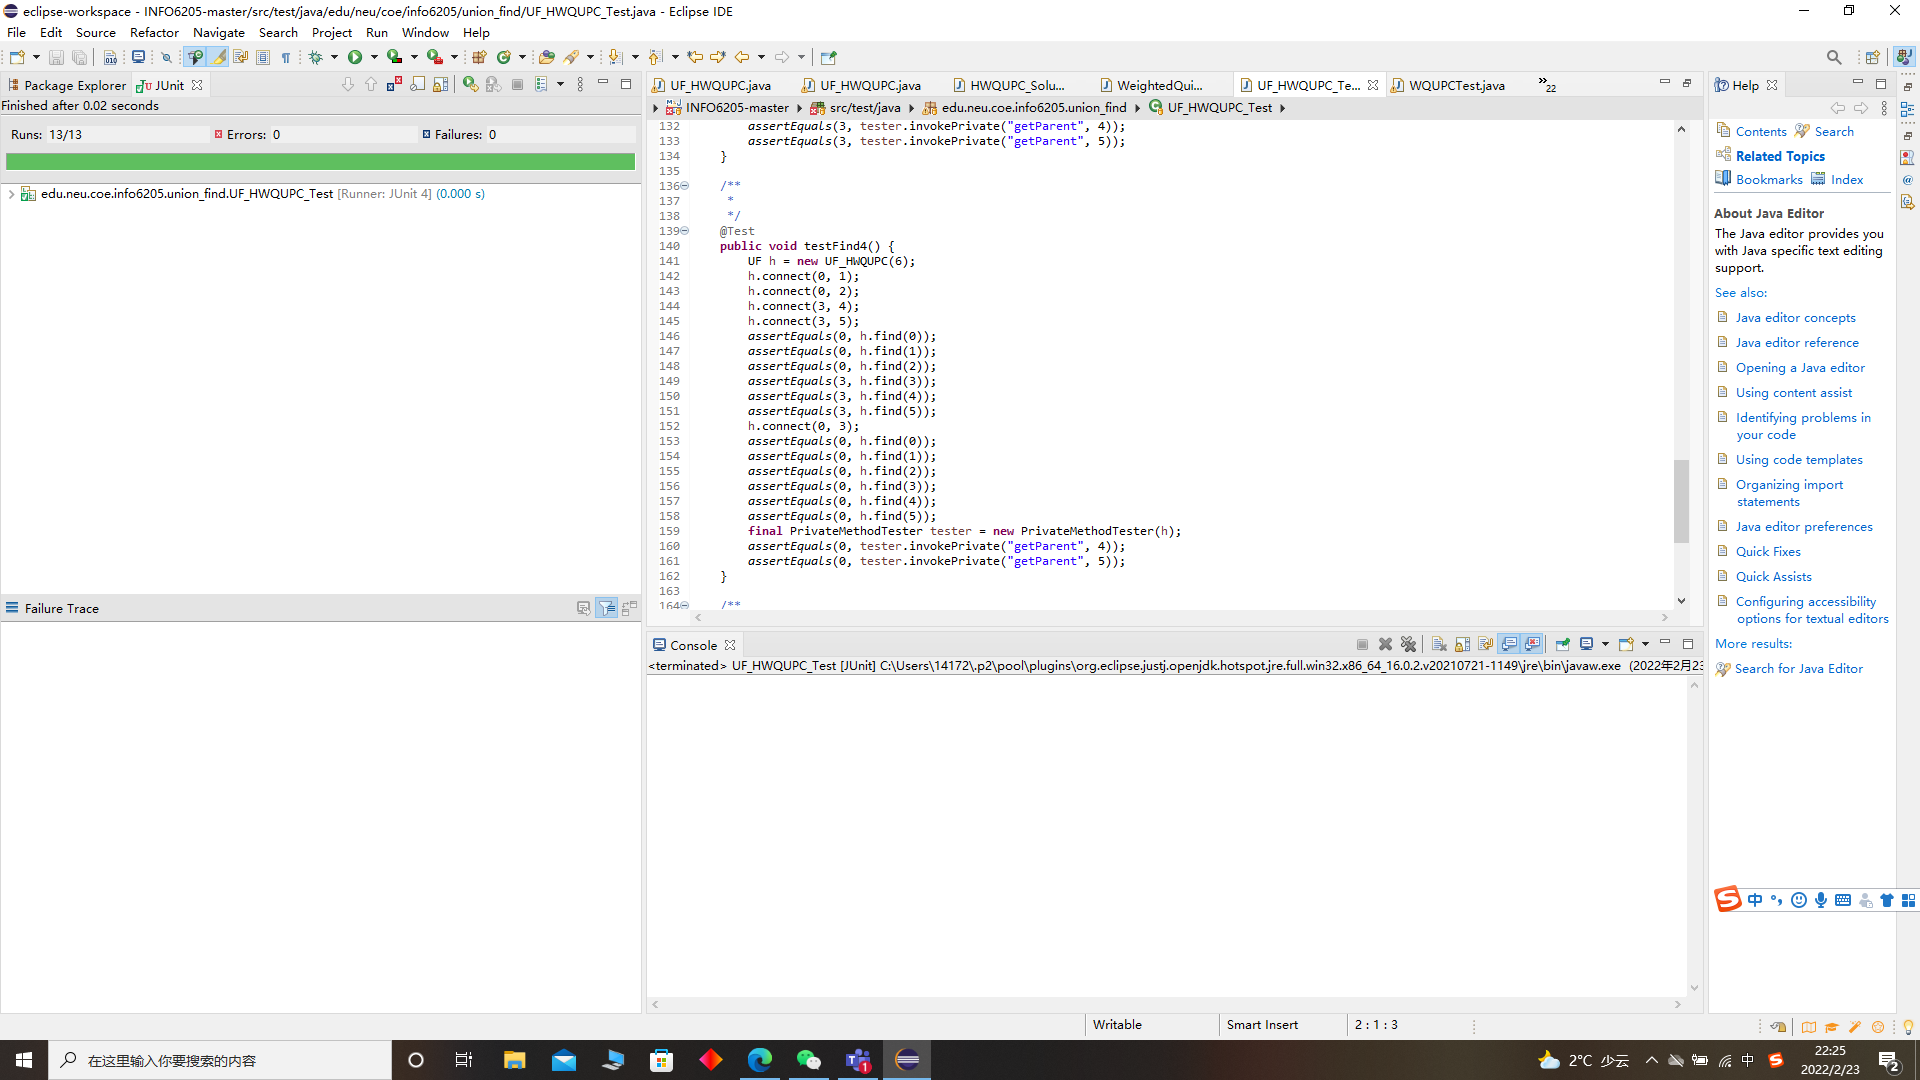 eclipse-workspace - INFO6205-master/src/test/java/edu/neu/coe/info6205/union_find/UF_HWQUPC_Test.java - Eclipse IDE
File Edit Source Refactor Navigate Search Project Run Window Help
Package Explorer JUnit
Finished after 0.02 seconds
Runs: 13/13 Errors: 0 Failures: 0
edu.neu.coe.info6205.union_find.UF_HWQUPC_Test [Runner: JUnit 4] (0.000 s)
Failure Trace
UF_HWQUPC.java UF_HWQUPC.java HWQUPC_Solu... WeightedQui... UF_HWQUPC_Te... WQUPCTest.java »22
INFO6205-master src/test/java edu.neu.coe.info6205.union_find UF_HWQUPC_Test
132 assertEquals(3, tester.invokePrivate("getParent", 4));
133 assertEquals(3, tester.invokePrivate("getParent", 5));
134 }
135
136 /**
137 *
138 */
139 @Test
140 public void testFind4() {
141 UF h = new UF_HWQUPC(6);
142 h.connect(0, 1);
143 h.connect(0, 2);
144 h.connect(3, 4);
145 h.connect(3, 5);
146 assertEquals(0, h.find(0));
147 assertEquals(0, h.find(1));
148 assertEquals(0, h.find(2));
149 assertEquals(3, h.find(3));
150 assertEquals(3, h.find(4));
151 assertEquals(3, h.find(5));
152 h.connect(0, 3);
153 assertEquals(0, h.find(0));
154 assertEquals(0, h.find(1));
155 assertEquals(0, h.find(2));
156 assertEquals(0, h.find(3));
157 assertEquals(0, h.find(4));
158 assertEquals(0, h.find(5));
159 final PrivateMethodTester tester = new PrivateMethodTester(h);
160 assertEquals(0, tester.invokePrivate("getParent", 4));
161 assertEquals(0, tester.invokePrivate("getParent", 5));
162 }
163
164 /**
Console
<terminated> UF_HWQUPC_Test [JUnit] C:\Users\14172\.p2\pool\plugins\org.eclipse.justj.openjdk.hotspot.jre.full.win32.x86_64_16.0.2.v20210721-1149\jre\bin\javaw.exe (2022年2月23
Help
Contents Search
Related Topics
Bookmarks Index
About Java Editor
The Java editor provides you
with Java specific text editing
support.
See also:
Java editor concepts
Java editor reference
Opening a Java editor
Using content assist
Identifying problems in
your code
Using code templates
Organizing import
statements
Java editor preferences
Quick Fixes
Quick Assists
Configuring accessibility
options for textual editors
More results:
Search for Java Editor
中
Writable Smart Insert 2 : 1 : 3
在这里输入你要搜索的内容
1
2°C 少云 中
22:25
2022/2/23
2